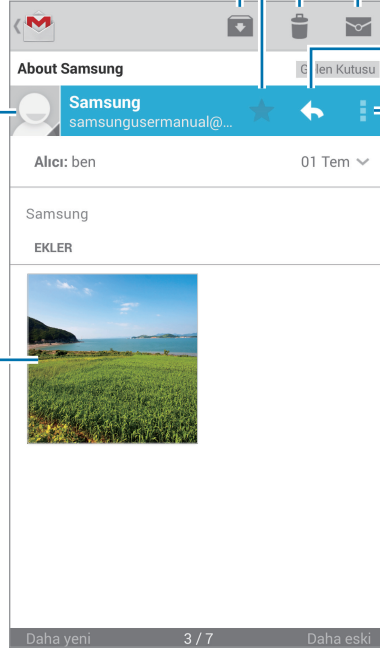 About Samsung Gelen Kutusu
Samsung
samsungusermanual@...
Alıcı: ben 01 Tem
Samsung
EKLER
Daha yeni 3 / 7 Daha eski